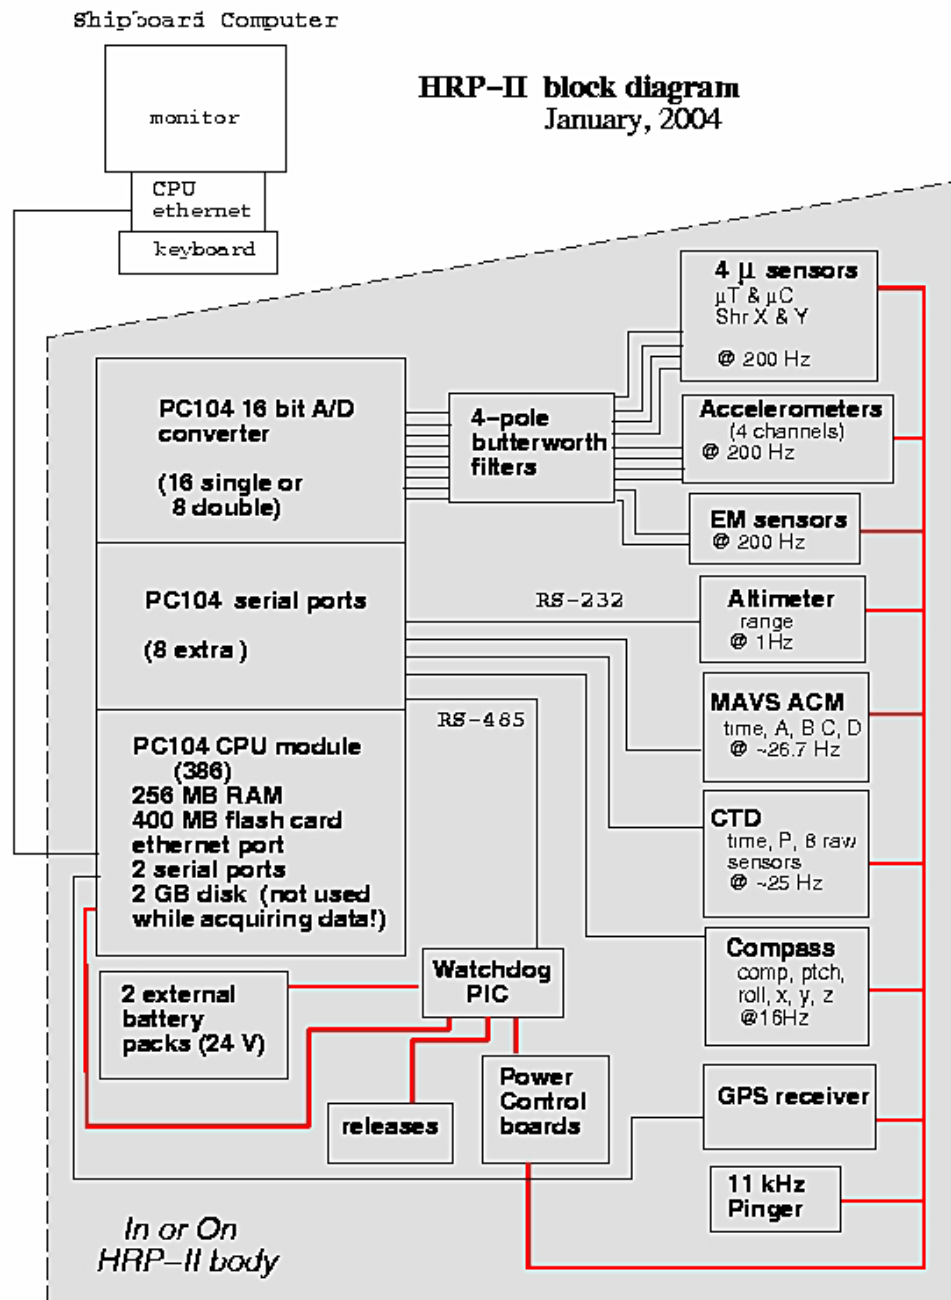 Shipboard Computer
monitor
CPU
ethernet
keyboard
HRP-II block diagram
January, 2004
PC104 16 bit A/D
converter
(16 single or
8 double)
4-pole
butterworth
filters
4 μ sensors
μT & μC
Shr X & Y
@ 200 Hz
Accelerometers
(4 channels)
@ 200 Hz
EM sensors
@ 200 Hz
PC104 serial ports
(8 extra )
RS-232
Altimeter
range
@ 1Hz
RS-485
MAVS ACM
time, A, B C, D
@ ~26.7 Hz
PC104 CPU module
(386)
256 MB RAM
400 MB flash card
ethernet port
2 serial ports
2 GB disk (not used
while acquiring data!)
CTD
time, P, 8 raw
sensors
@ ~25 Hz
Compass
comp, ptch,
roll, x, y, z
@16Hz
2 external
battery
packs (24 V)
Watchdog
PIC
releases
Power
Control
boards
GPS receiver
11 kHz
Pinger
In or On
HRP-II body